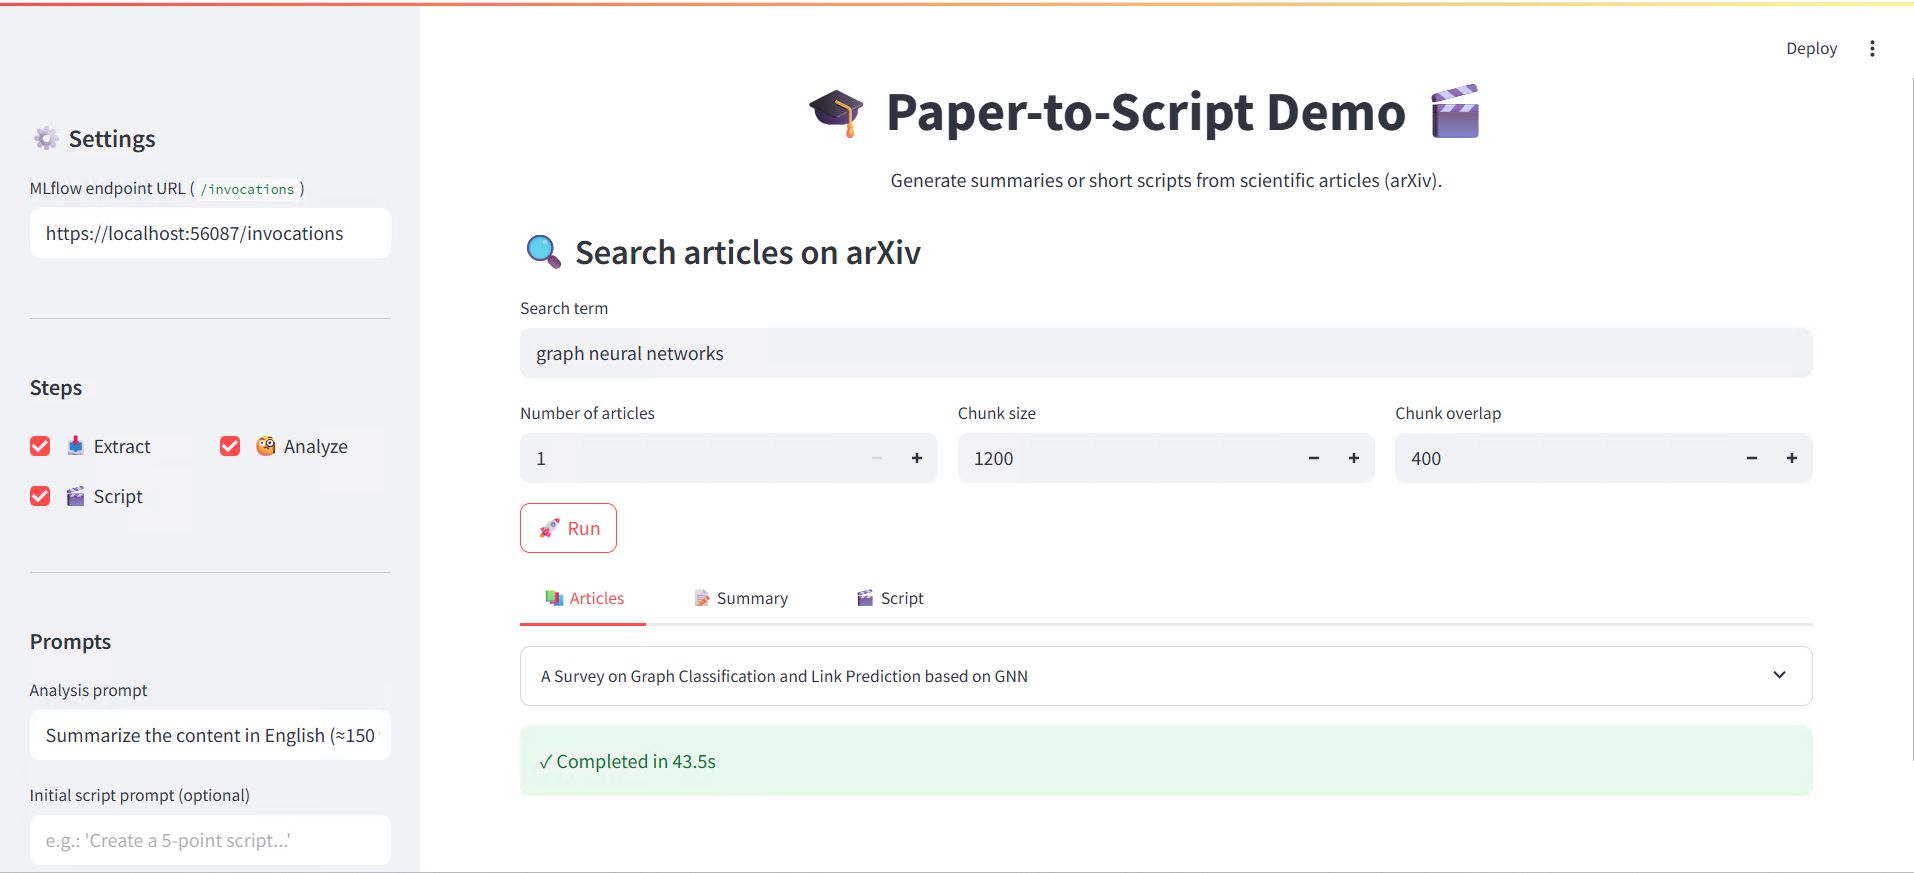 Deploy
Settings
MLflow endpoint URL ( /invocations )
https://localhost:56087/invocations
Steps
Extract
Analyze
Script
Prompts
Analysis prompt
Summarize the content in English (≈150
Initial script prompt (optional)
e.g.: 'Create a 5-point script...'
Paper-to-Script Demo
Generate summaries or short scripts from scientific articles (arXiv).
Search articles on arXiv
Search term
graph neural networks
Number of articles
1
Chunk size
1200
Chunk overlap
400
Run
Articles
Summary
Script
A Survey on Graph Classification and Link Prediction based on GNN
✓ Completed in 43.5s